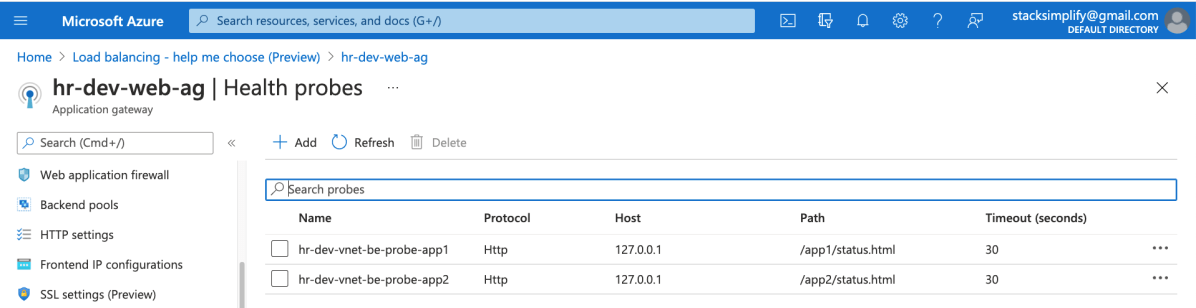 Microsoft Azure
Search resources, services, and docs (G+/)
stacksimplify@gmail.com
DEFAULT DIRECTORY
Home > Load balancing - help me choose (Preview) > hr-dev-web-ag
hr-dev-web-ag | Health probes ...
Application gateway
Search (Cmd+/) «
+ Add Refresh Delete
Web application firewall
Backend pools
HTTP settings
Frontend IP configurations
SSL settings (Preview)
Search probes
Name Protocol Host Path Timeout (seconds)
hr-dev-vnet-be-probe-app1 Http 127.0.0.1 /app1/status.html 30 ...
hr-dev-vnet-be-probe-app2 Http 127.0.0.1 /app2/status.html 30 ...